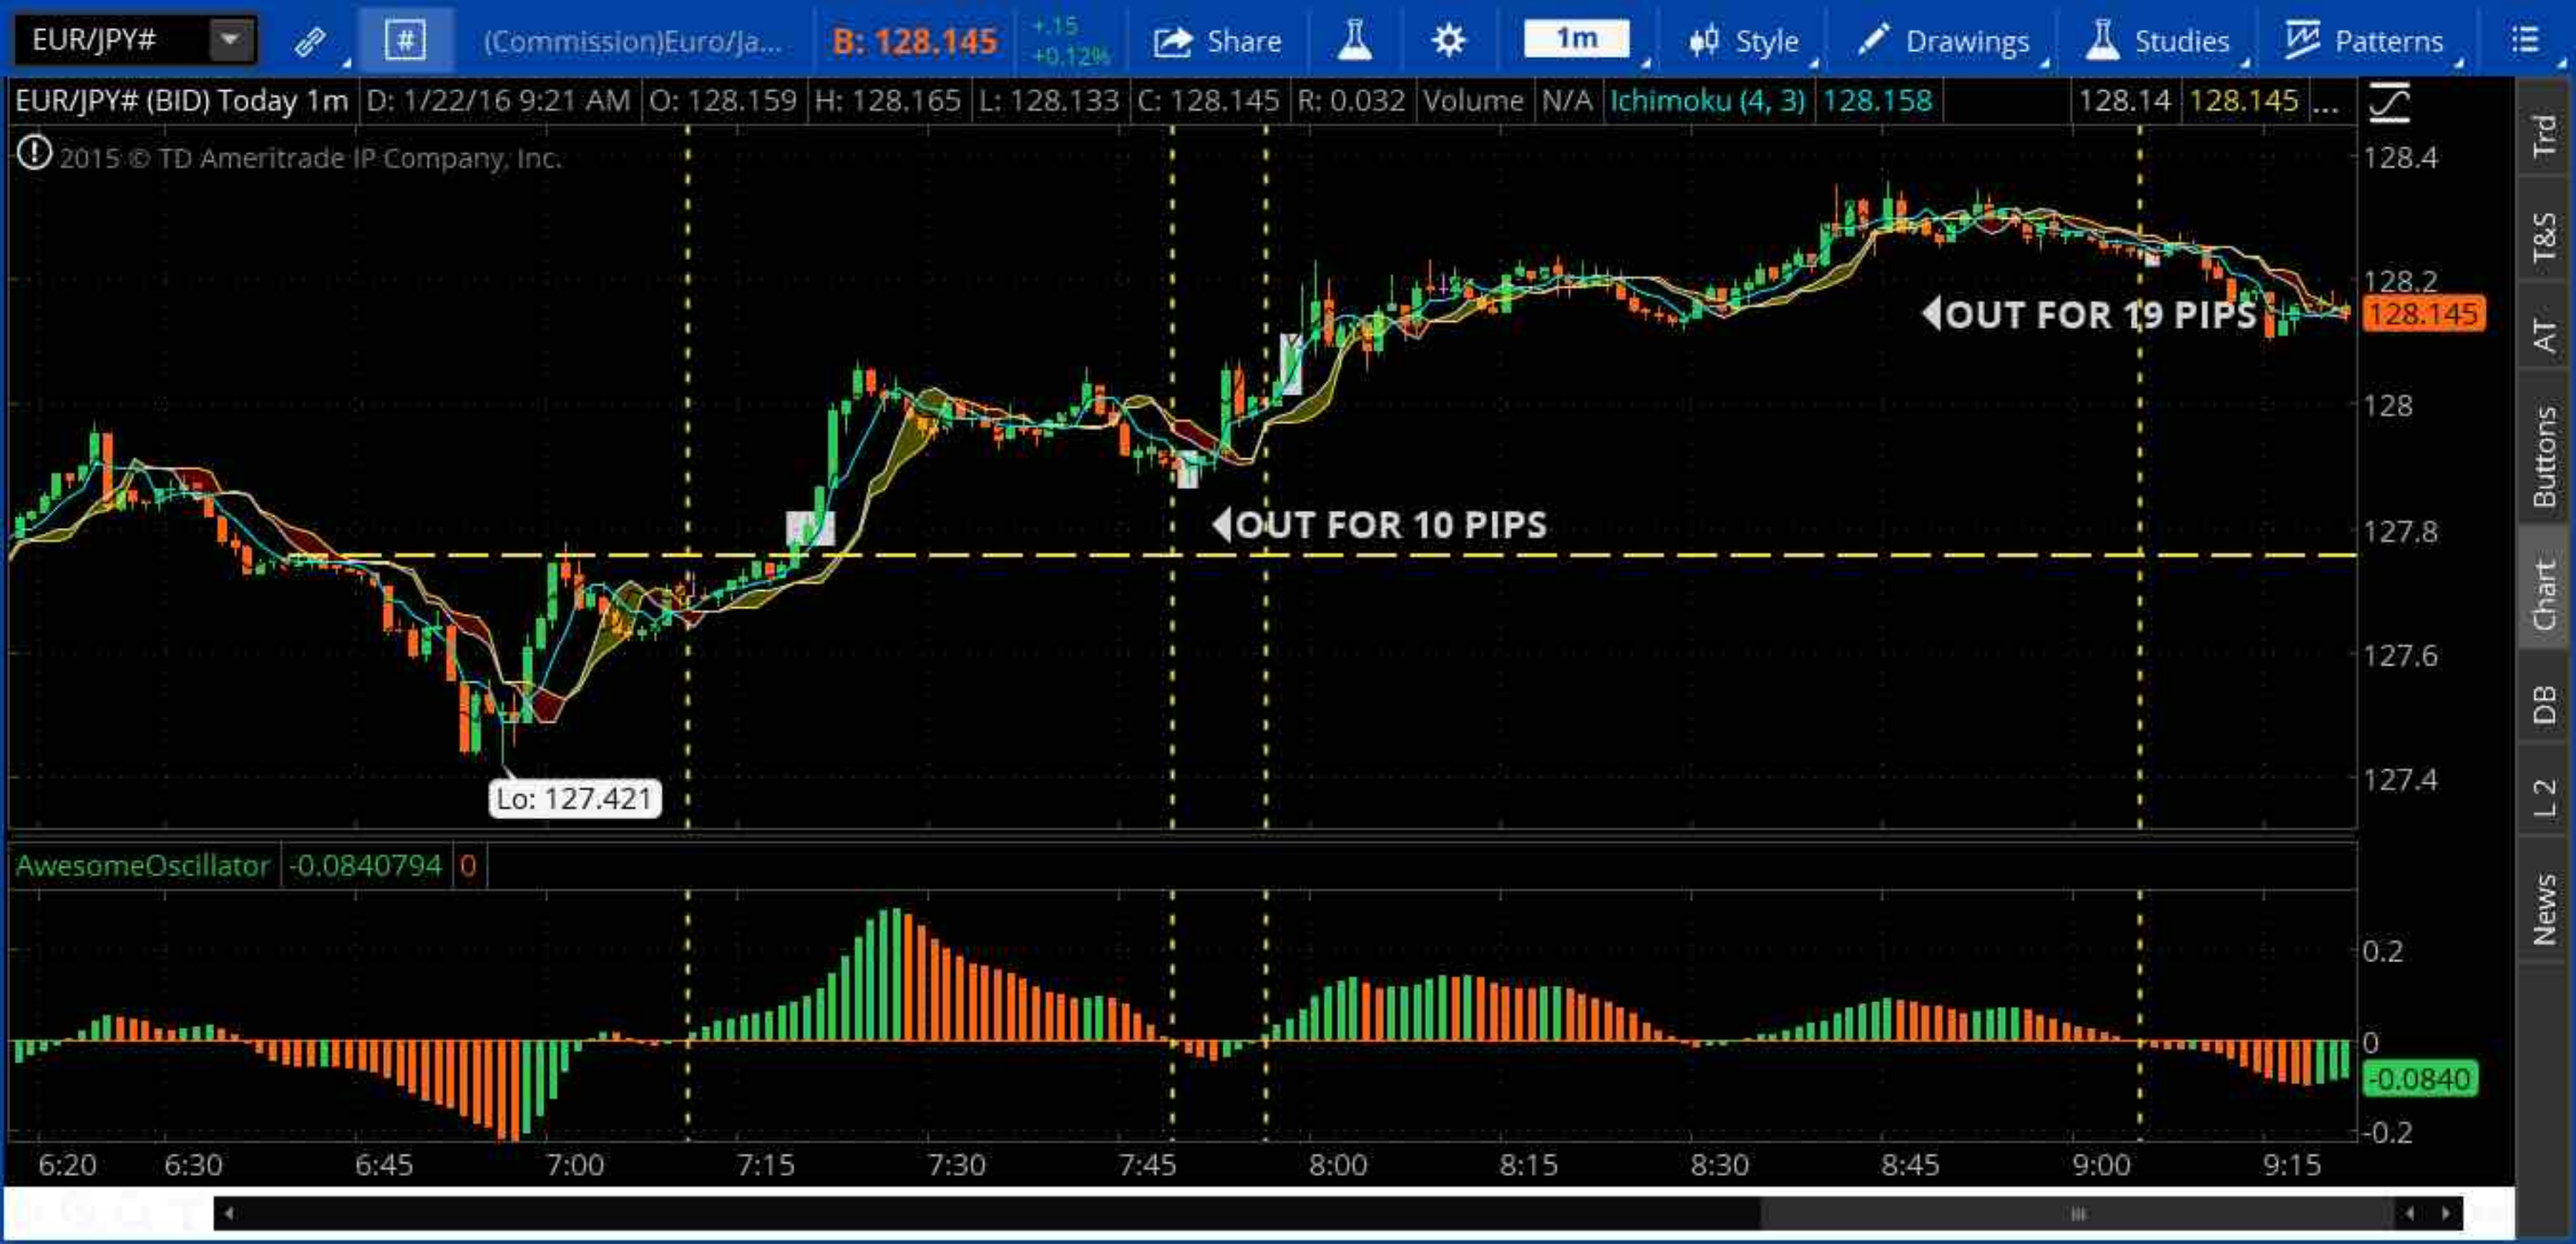 EUR/JPY# # (Commission)Euro/Ja... B: 128.145 +.15 +0.12% Share 1m Style Drawings Studies Patterns
EUR/JPY# (BID) Today 1m D: 1/22/16 9:21 AM O: 128.159 H: 128.165 L: 128.133 C: 128.145 R: 0.032 Volume N/A Ichimoku (4, 3) 128.158 128.14 128.145 ...
2015 © TD Ameritrade IP Company, Inc.
128.4
128.2
OUT FOR 19 PIPS
128.145
128
OUT FOR 10 PIPS
127.8
127.6
127.4
Lo: 127.421
AwesomeOscillator -0.0840794 0
0.2
0
-0.0840
-0.2
6:20 6:30 6:45 7:00 7:15 7:30 7:45 8:00 8:15 8:30 8:45 9:00 9:15
Trd
T&S
AT
Buttons
Chart
DB
L 2
News